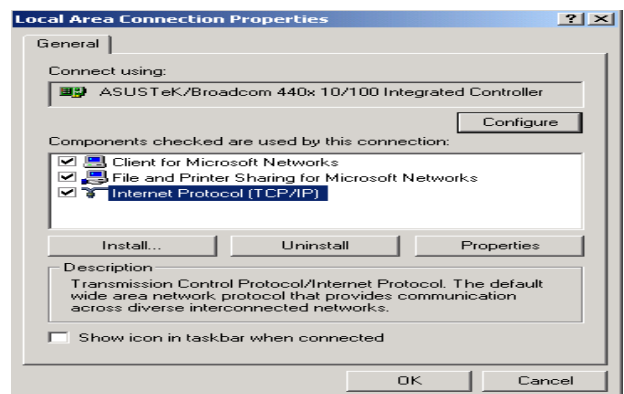 Local Area Connection Properties
General
Connect using:
ASUSTeK/Broadcom 440x 10/100 Integrated Controller
Configure
Components checked are used by this connection:
Client for Microsoft Networks
File and Printer Sharing for Microsoft Networks
Internet Protocol (TCP/IP)
Install... Uninstall Properties
Description
Transmission Control Protocol/Internet Protocol. The default
wide area network protocol that provides communication
across diverse interconnected networks.
Show icon in taskbar when connected
OK Cancel